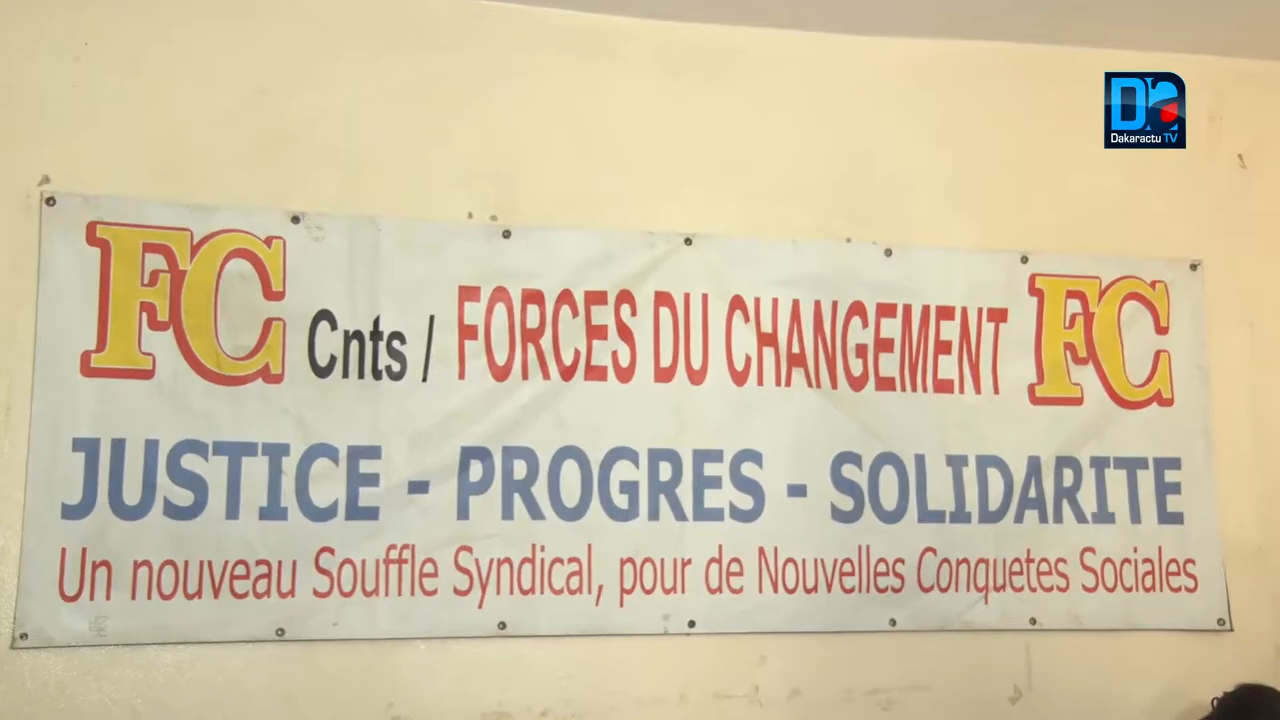 Dakaractu TV
FC Cnts / FORCES DU CHANGEMENT FC
JUSTICE - PROGRES - SOLIDARITE
Un nouveau Souffle Syndical, pour de Nouvelles Conquetes Sociales